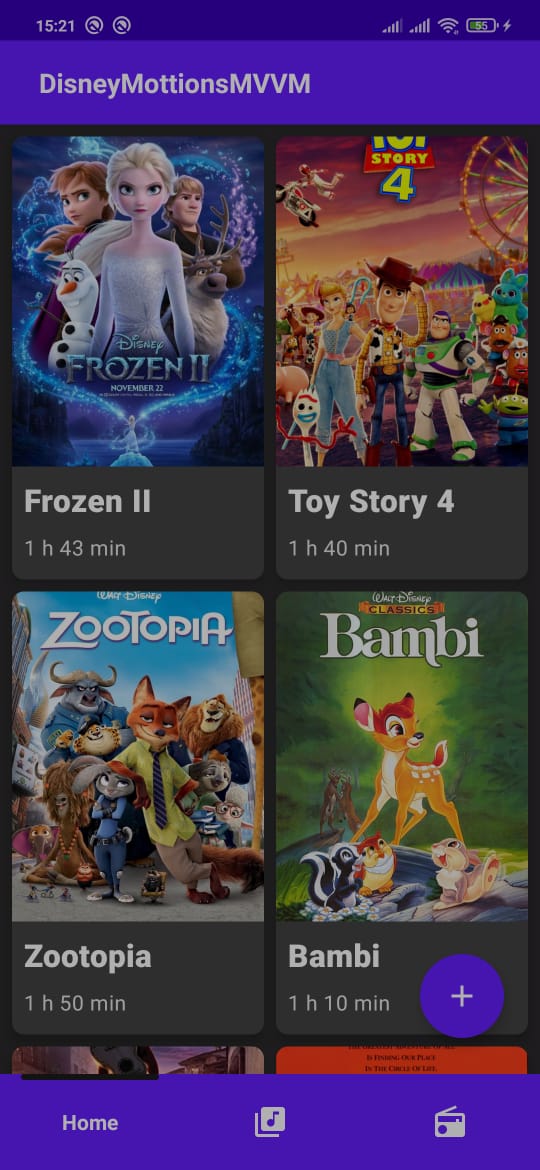 15:21
55
DisneyMottionsMVVM
Disney
FROZEN II
NOVEMBER 22
TOY
STORY
4
Frozen II
Toy Story 4
1 h 43 min
1 h 40 min
WALT DISNEY
ZOOTOPIA
WALT DISNEY
CLASSICS
Bambi
Zootopia
Bambi
1 h 50 min
1 h 10 min
+
THE GREATEST ADVENTURE OF ALL
IS FINDING OUR PLACE
IN THE CIRCLE OF LIFE.
Home